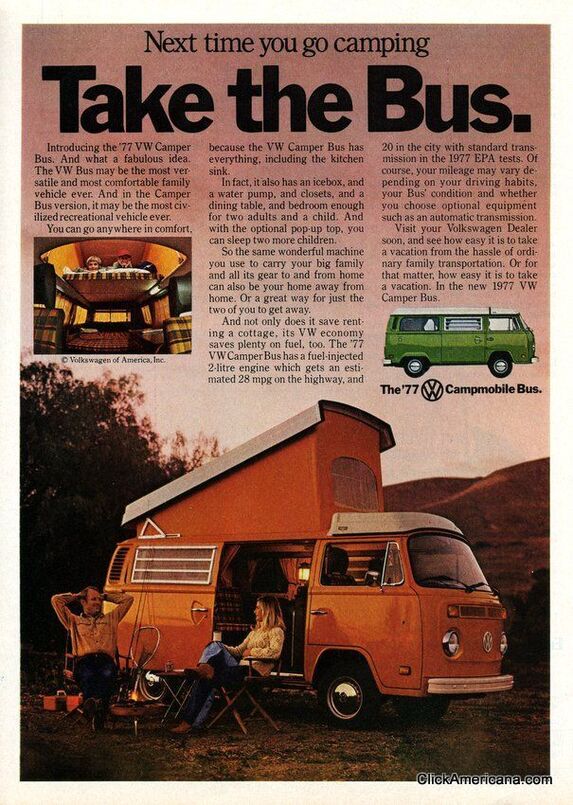 Next time you go camping
Take the Bus.
Introducing the '77 VW Camper
Bus. And what a fabulous idea.
The VW Bus may be the most ver-
satile and most comfortable family
vehicle ever. And in the Camper
Bus version, it may be the most civ-
ilized recreational vehicle ever.
You can go anywhere in comfort,
© Volkswagen of America, Inc.
because the VW Camper Bus has
everything, including the kitchen
sink.
In fact, it also has an icebox, and
a water pump, and closets, and a
dining table, and bedroom enough
for two adults and a child. And
with the optional pop-up top, you
can sleep two more children.
So the same wonderful machine
you use to carry your big family
and all its gear to and from home
can also be your home away from
home. Or a great way for just the
two of you to get away.
And not only does it save rent-
ing a cottage, its VW economy
saves plenty on fuel, too. The '77
VW Camper Bus has a fuel-injected
2-litre engine which gets an esti-
mated 28 mpg on the highway, and
20 in the city with standard trans-
mission in the 1977 EPA tests. Of
course, your mileage may vary de-
pending on your driving habits,
your Bus' condition and whether
you choose optional equipment
such as an automatic transmission.
Visit your Volkswagen Dealer
soon, and see how easy it is to take
a vacation from the hassle of ordi-
nary family transportation. Or for
that matter, how easy it is to take
a vacation. In the new 1977 VW
Camper Bus.
The '77 VW Campmobile Bus.
ClickAmericana.com